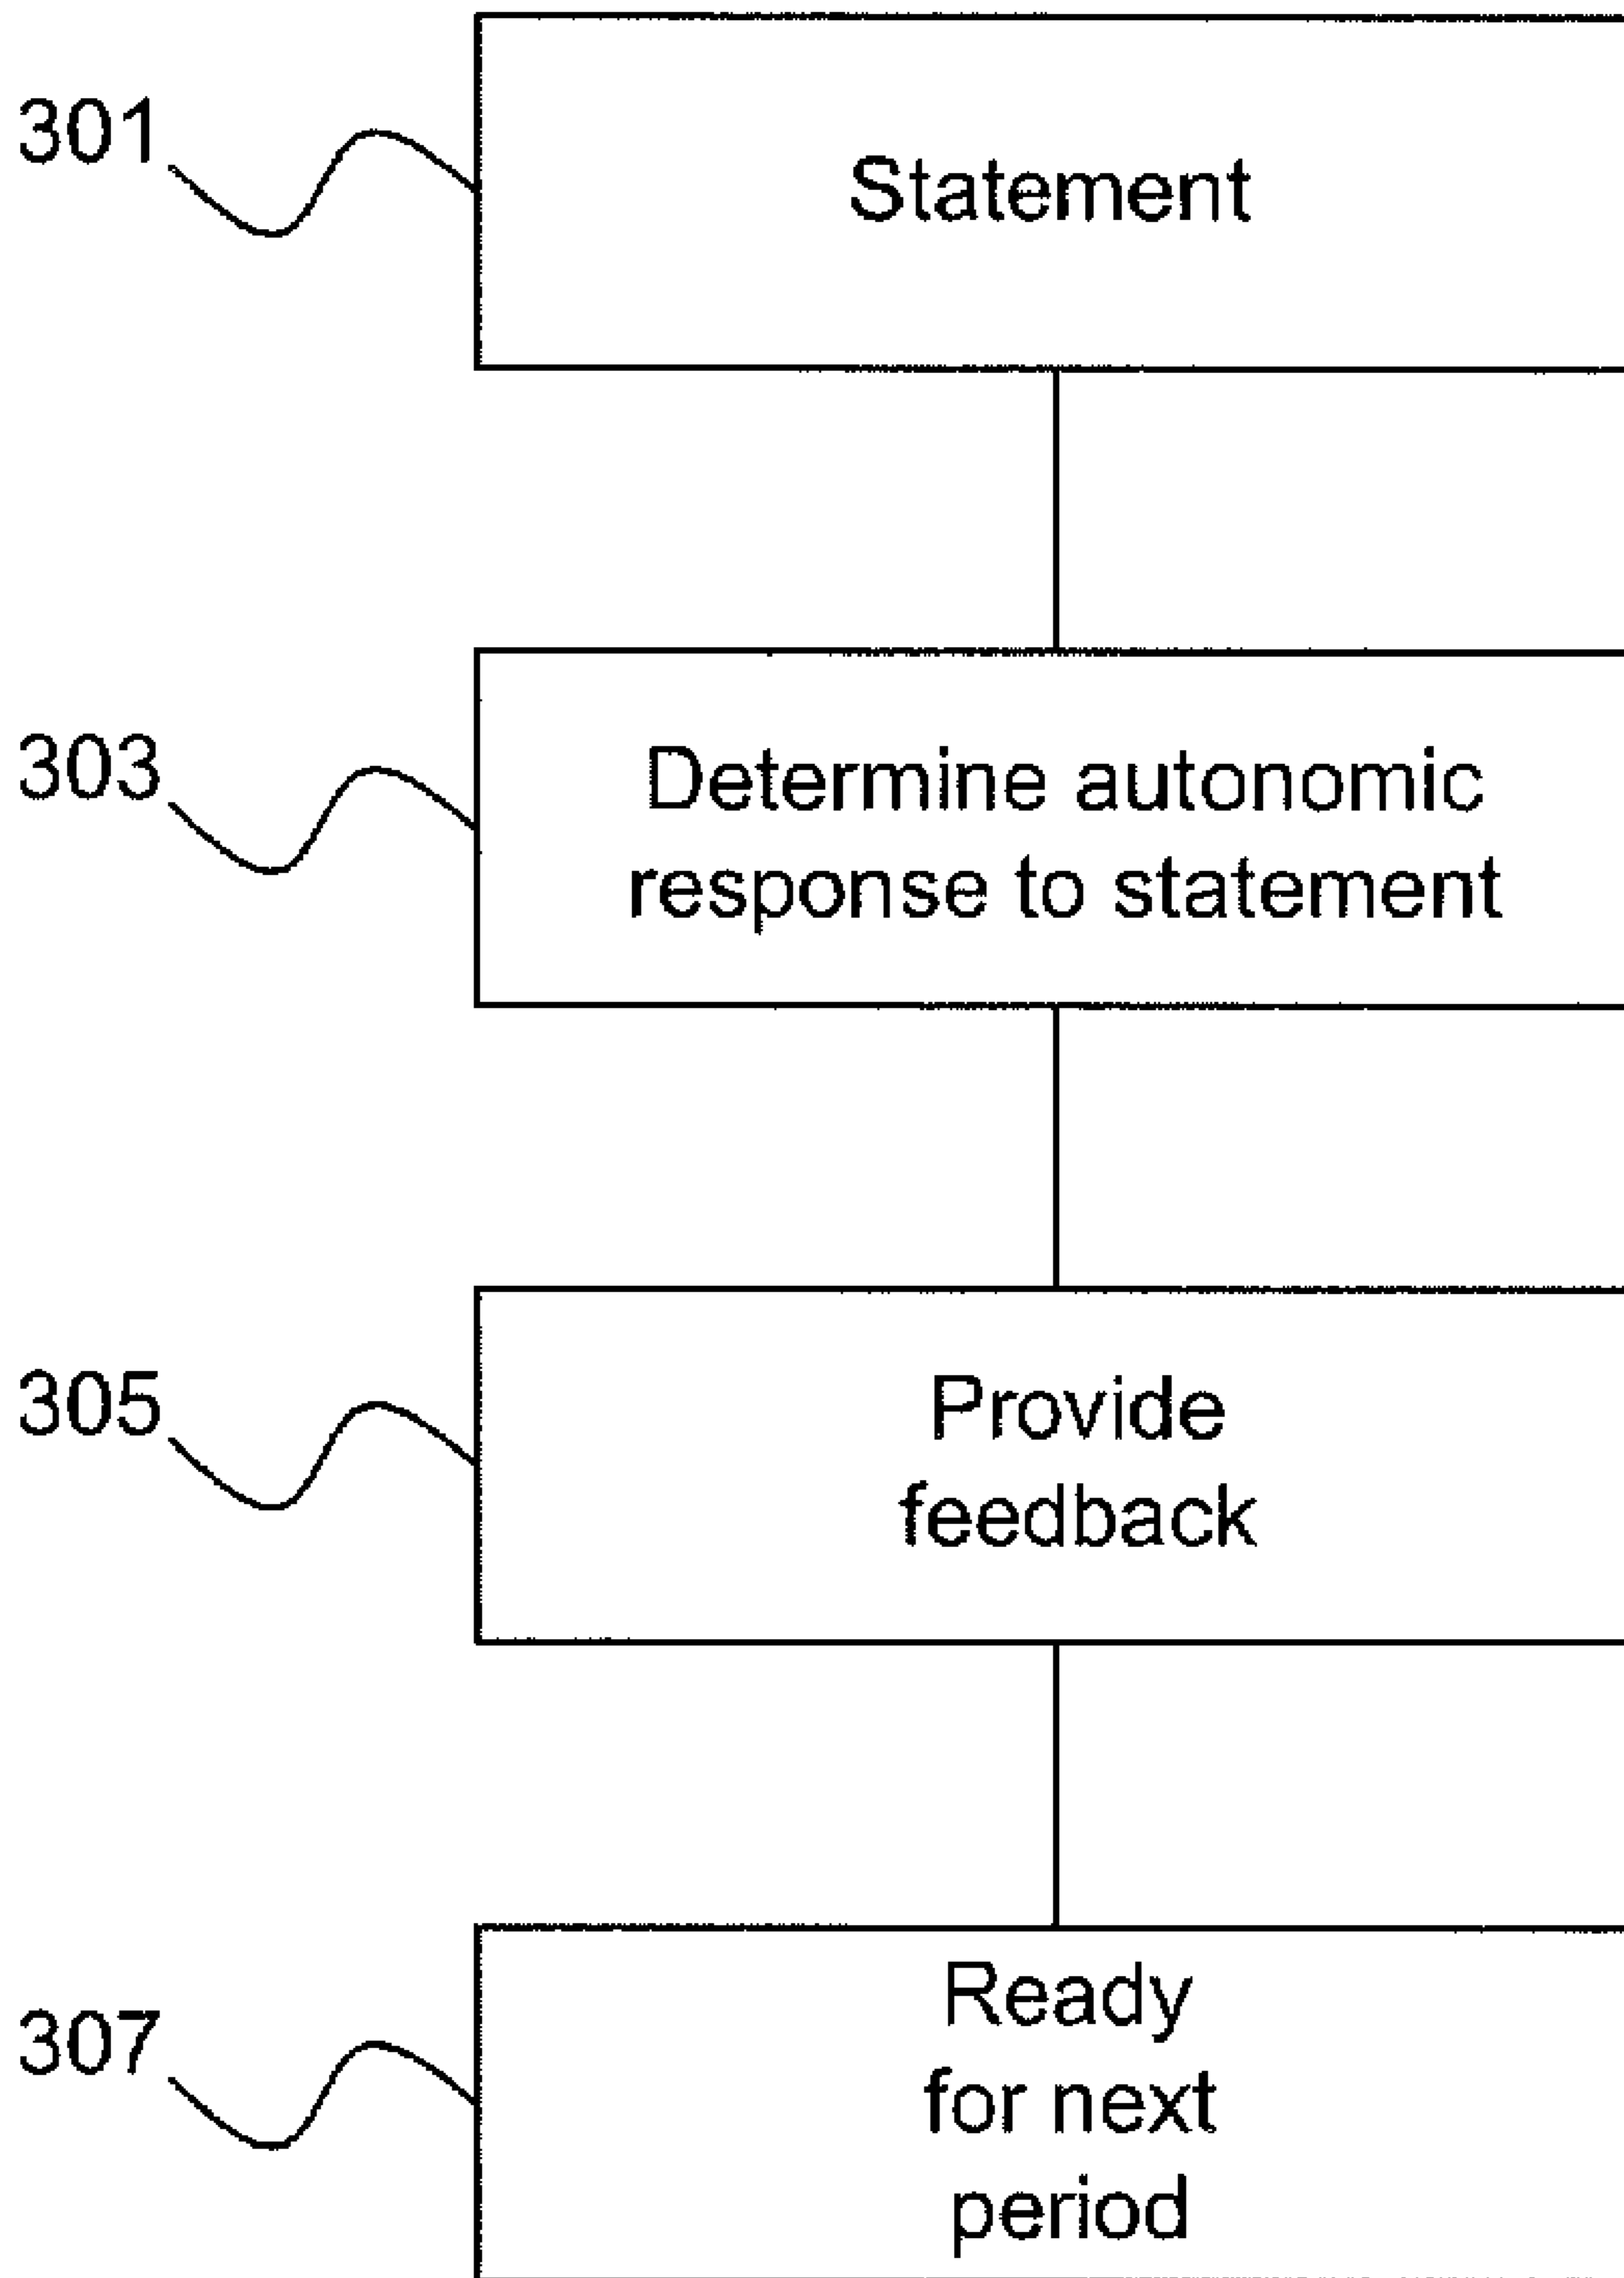 301
Statement
303
Determine autonomic
response to statement
305
Provide
feedback
307
Ready
for next
period